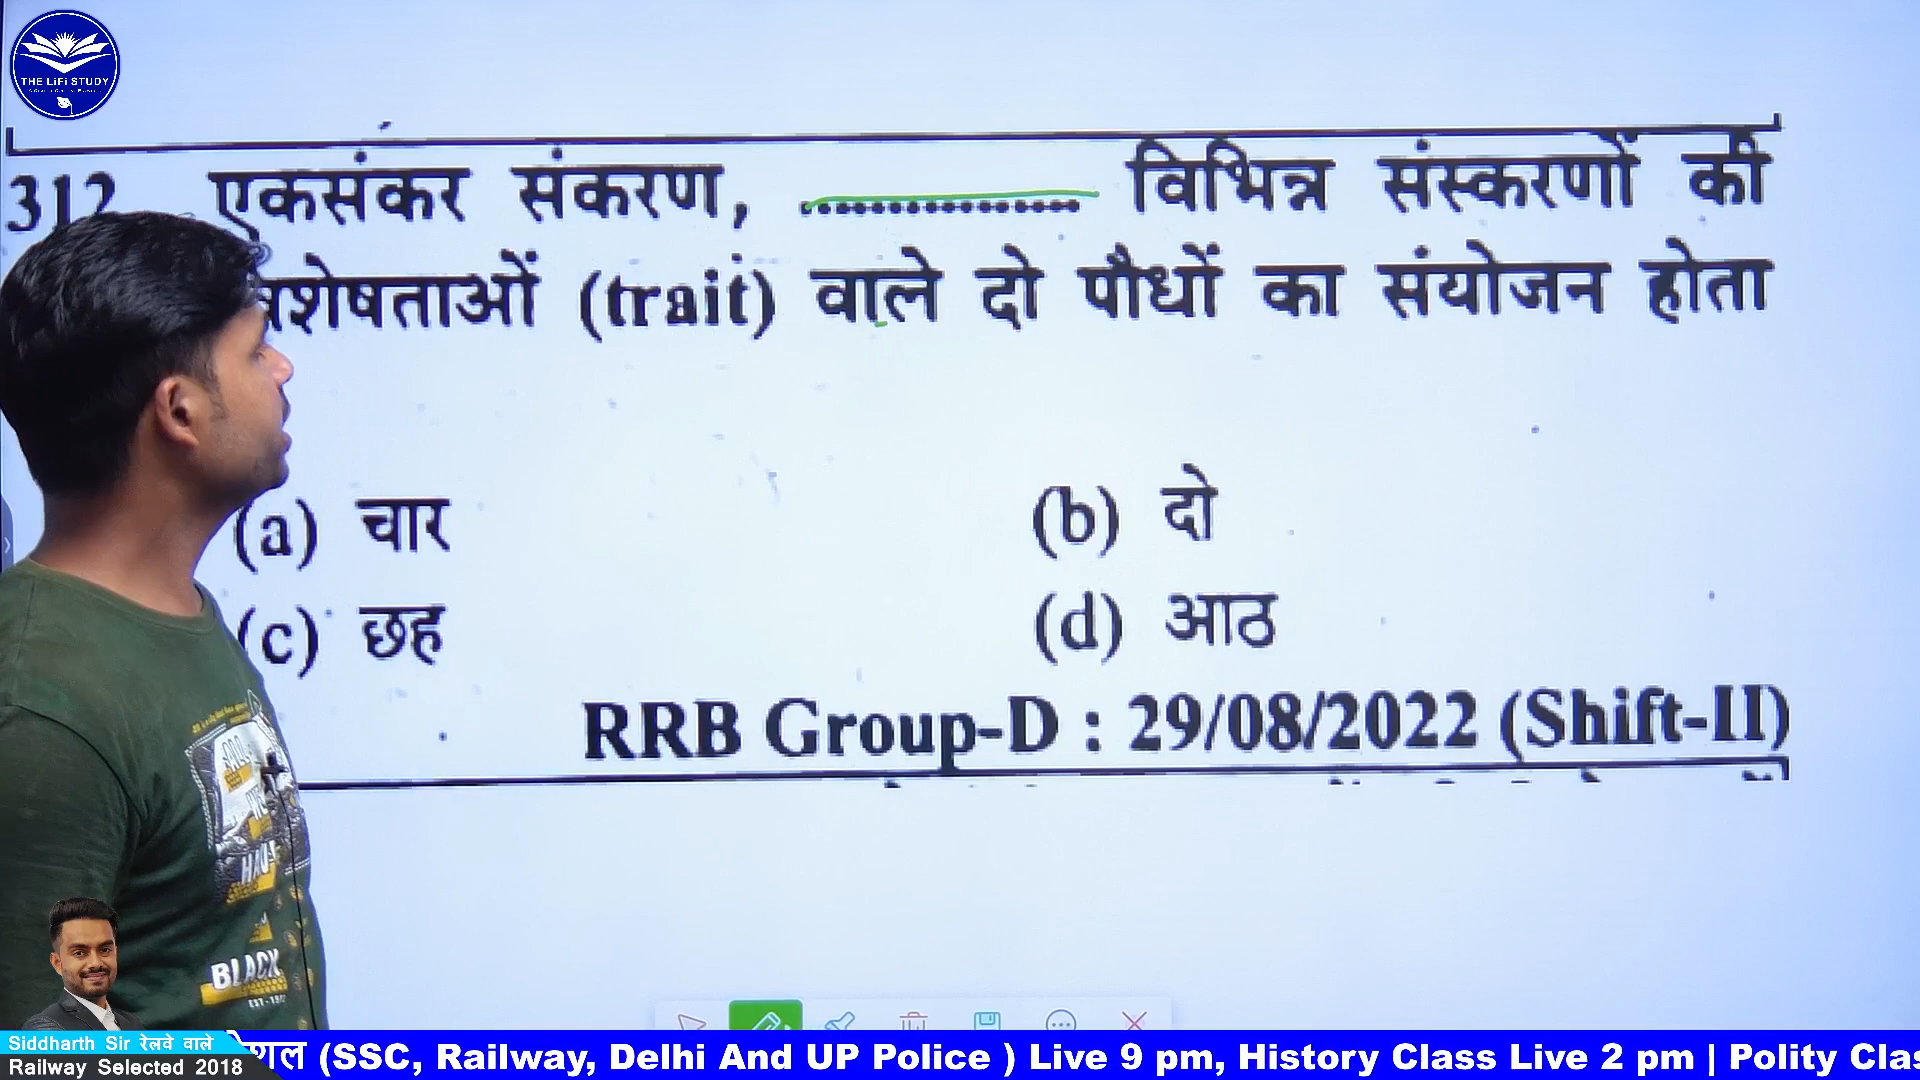 THE LiFi STUDY
312. एकसंकर संकरण, ................ विभिन्न संस्करणों की
विशेषताओं (trait) वाले दो पौधों का संयोजन होता
(a) चार
(b) दो
(c) छह
(d) आठ
RRB Group-D : 29/08/2022 (Shift-II)
BLACK
Siddharth Sir रेलवे वाले
Railway Selected 2018
(SSC, Railway, Delhi And UP Police ) Live 9 pm, History Class Live 2 pm | Polity